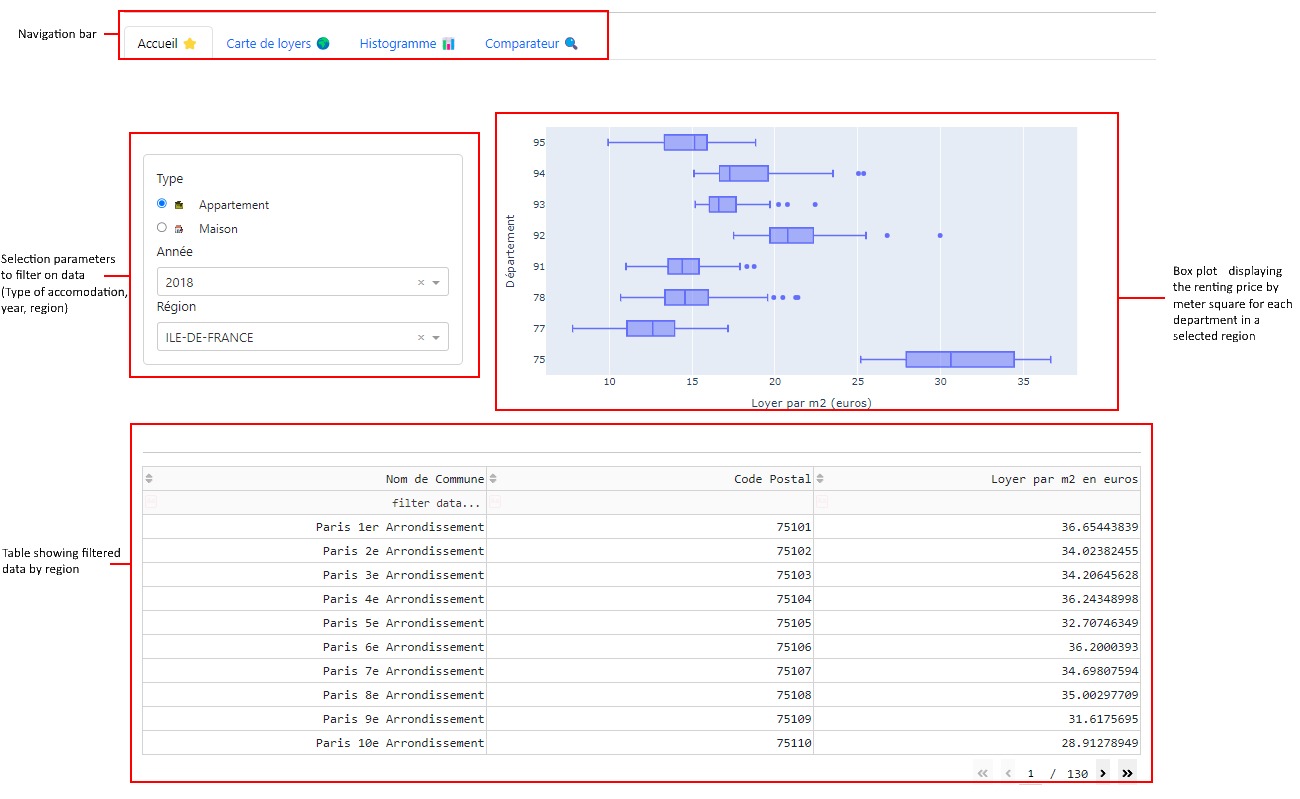 Navigation bar
Accueil Carte de loyers Histogramme Comparateur
Type
Appartement
Maison
Année
2018 ×
Région
ILE-DE-FRANCE ×
Selection parameters
to filter on data
(Type of accomodation,
year, region)
Département
95
94
93
92
91
78
77
75
10 15 20 25 30 35
Loyer par m2 (euros)
Box plot displaying
the renting price by
meter square for each
department in a
selected region
Table showing filtered
data by region
Nom de Commune Code Postal Loyer par m2 en euros
filter data...
Paris 1er Arrondissement 75101 36.65443839
Paris 2e Arrondissement 75102 34.02382455
Paris 3e Arrondissement 75103 34.20645628
Paris 4e Arrondissement 75104 36.24348998
Paris 5e Arrondissement 75105 32.70746349
Paris 6e Arrondissement 75106 36.2000393
Paris 7e Arrondissement 75107 34.69807594
Paris 8e Arrondissement 75108 35.00297709
Paris 9e Arrondissement 75109 31.6175695
Paris 10e Arrondissement 75110 28.91278949
« ‹ 1 / 130 › »